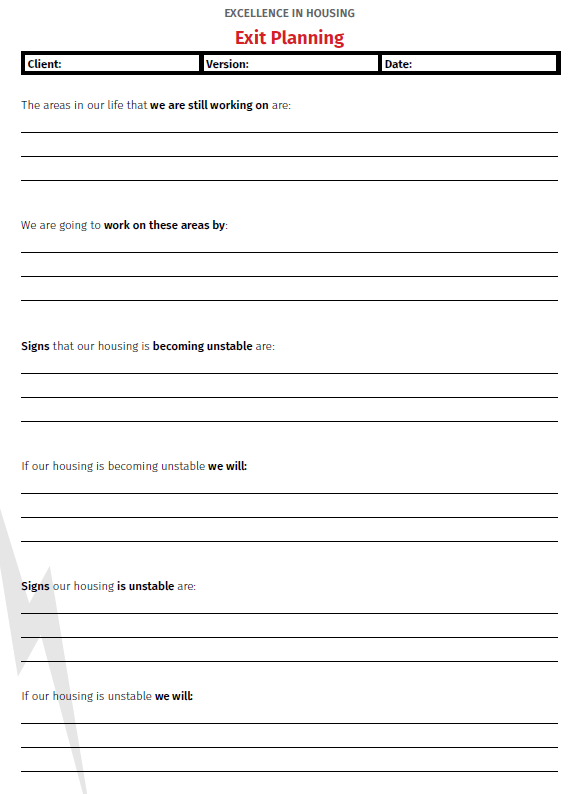 EXCELLENCE IN HOUSING
Exit Planning
Client: Version: Date:
The areas in our life that we are still working on are:
We are going to work on these areas by:
Signs that our housing is becoming unstable are:
If our housing is becoming unstable we will:
Signs our housing is unstable are:
If our housing is unstable we will: